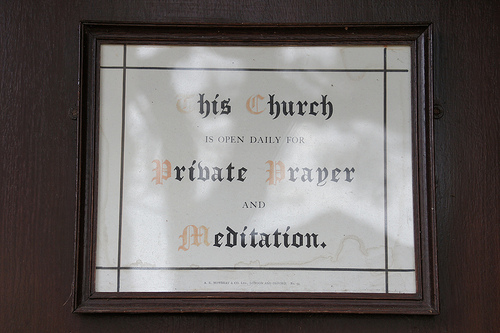 This Church
IS OPEN DAILY FOR
Private Prayer
AND
Meditation.